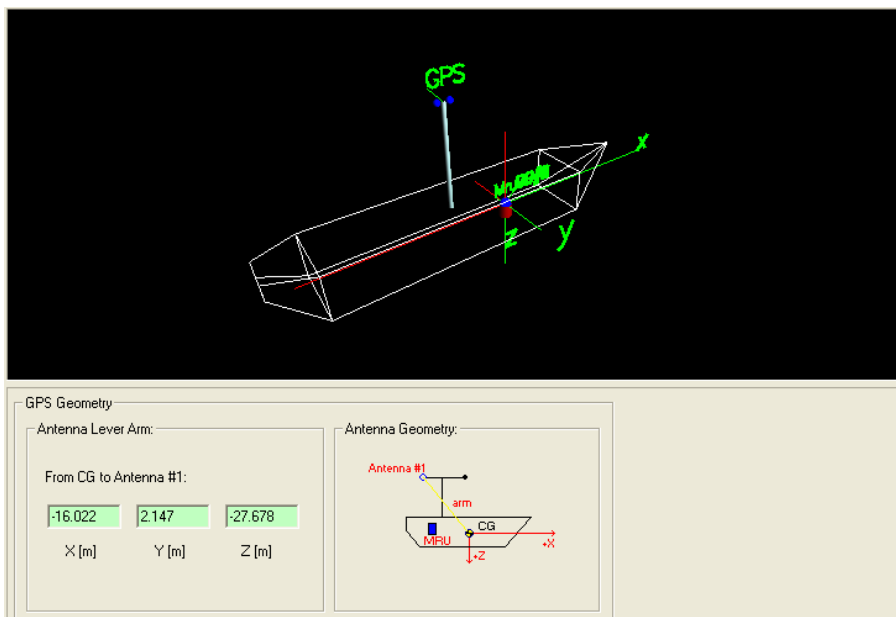 GPS
x
z
y
GPS Geometry
Antenna Lever Arm:
From CG to Antenna #1:
-16.022 2.147 -27.678
X [m] Y [m] Z [m]
Antenna Geometry:
Antenna #1
arm
CG
MRU
+Z
+X